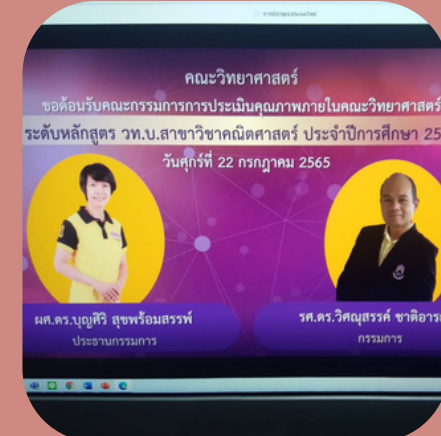 คณะวิทยาศาสตร์
ขอต้อนรับคณะกรรมการการประเมินคุณภาพภายในคณะวิทยาศาสตร์
ระดับหลักสูตร วท.บ.สาขาวิชาคณิตศาสตร์ ประจำปีการศึกษา
วันศุกร์ที่ 22 กรกฎาคม 2565
ผศ.ดร.บุญศิริ สุขพร้อมสรรพ์
ประธานกรรมการ
รศ.ดร.วิศณุสรรค์
กรรมการ